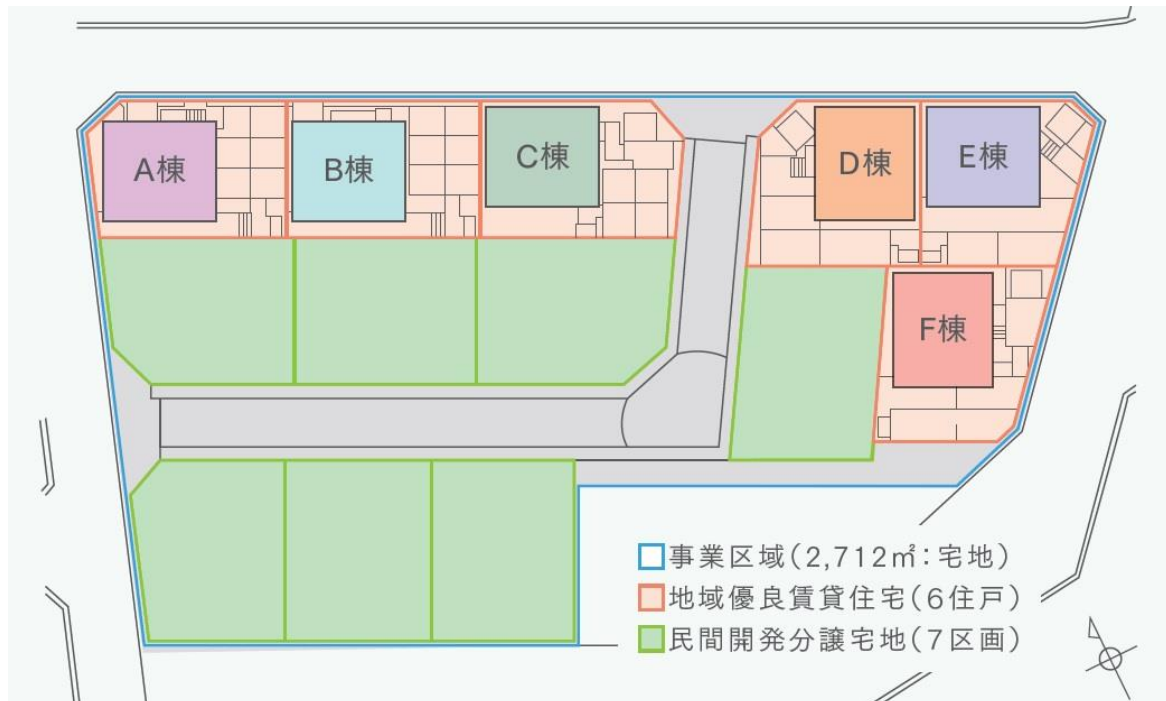 A棟
B棟
C棟
D棟
E棟
F棟
事業区域(2,712㎡:宅地)
地域優良賃貸住宅(6住戸)
民間開発分譲宅地(7区画)